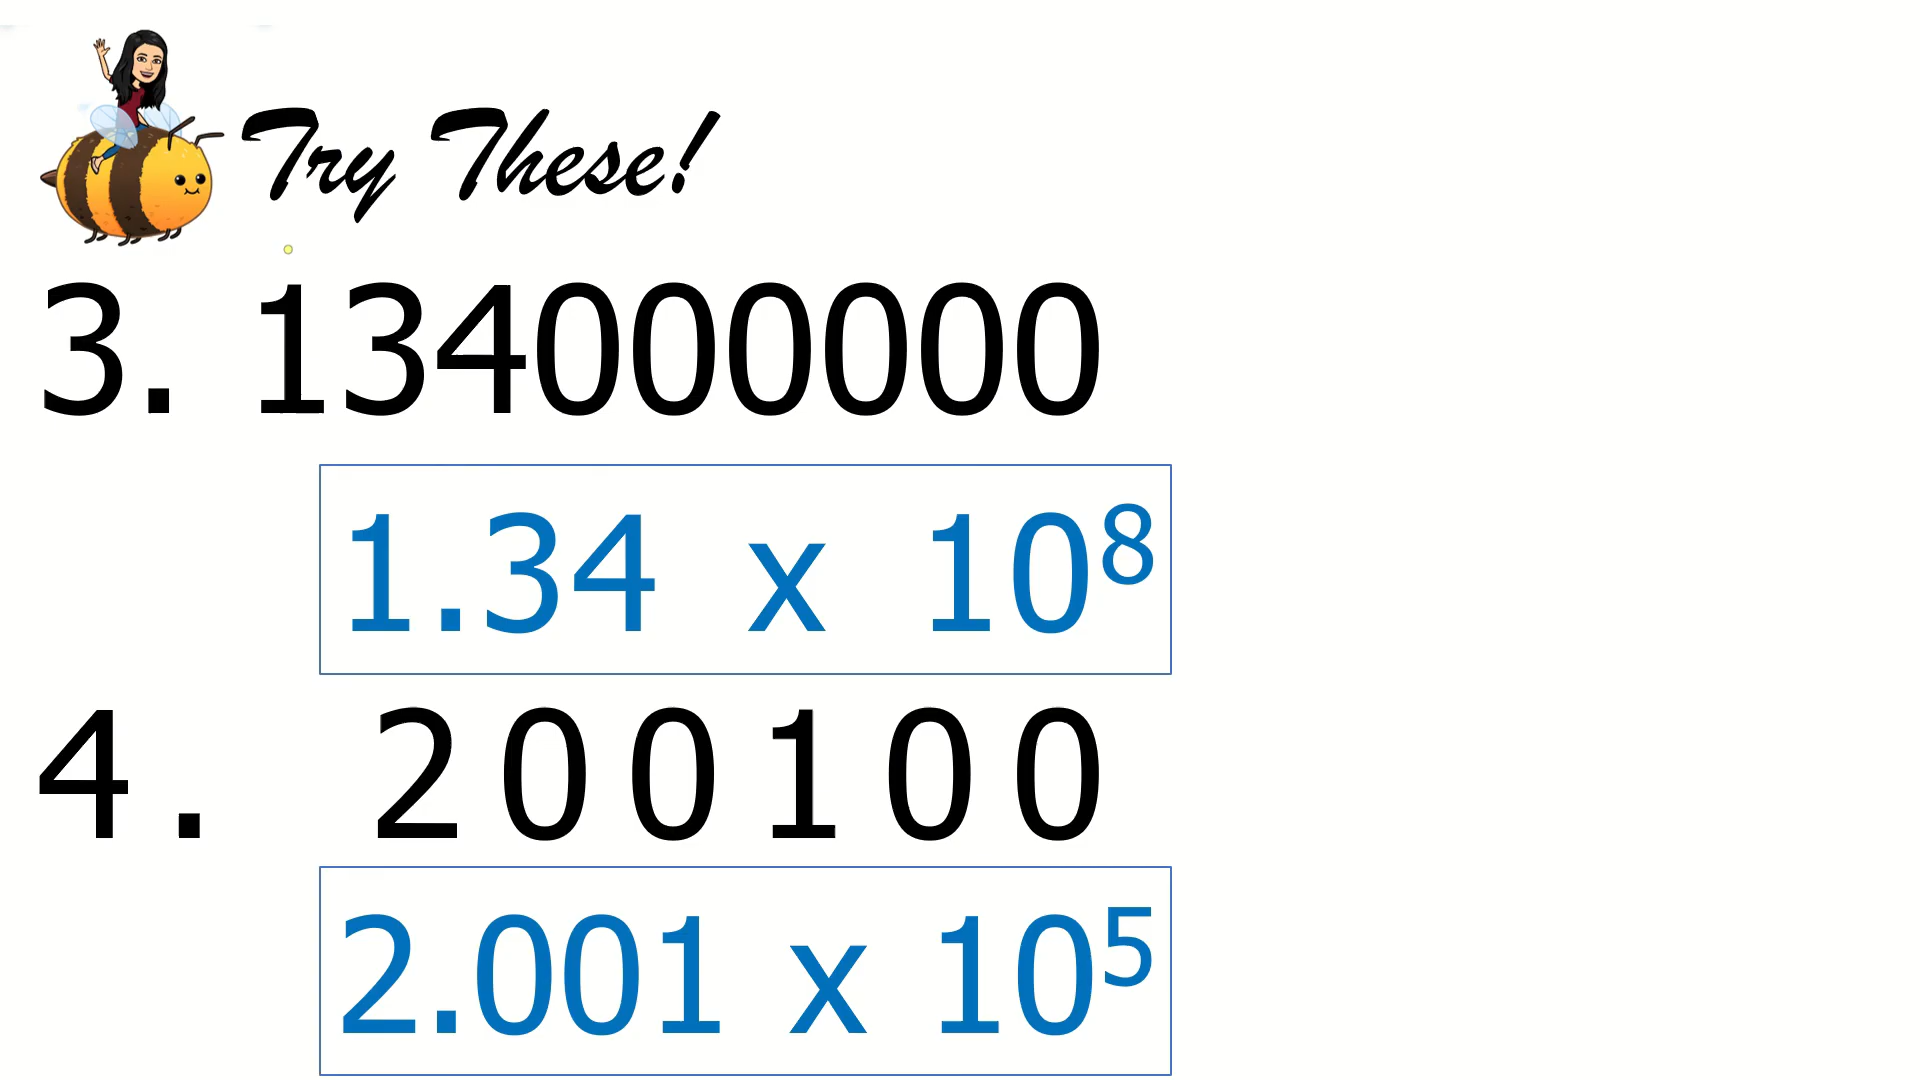 Try These!
3. 134000000
1.34 x 10⁸
4. 200100
2.001 x 10⁵